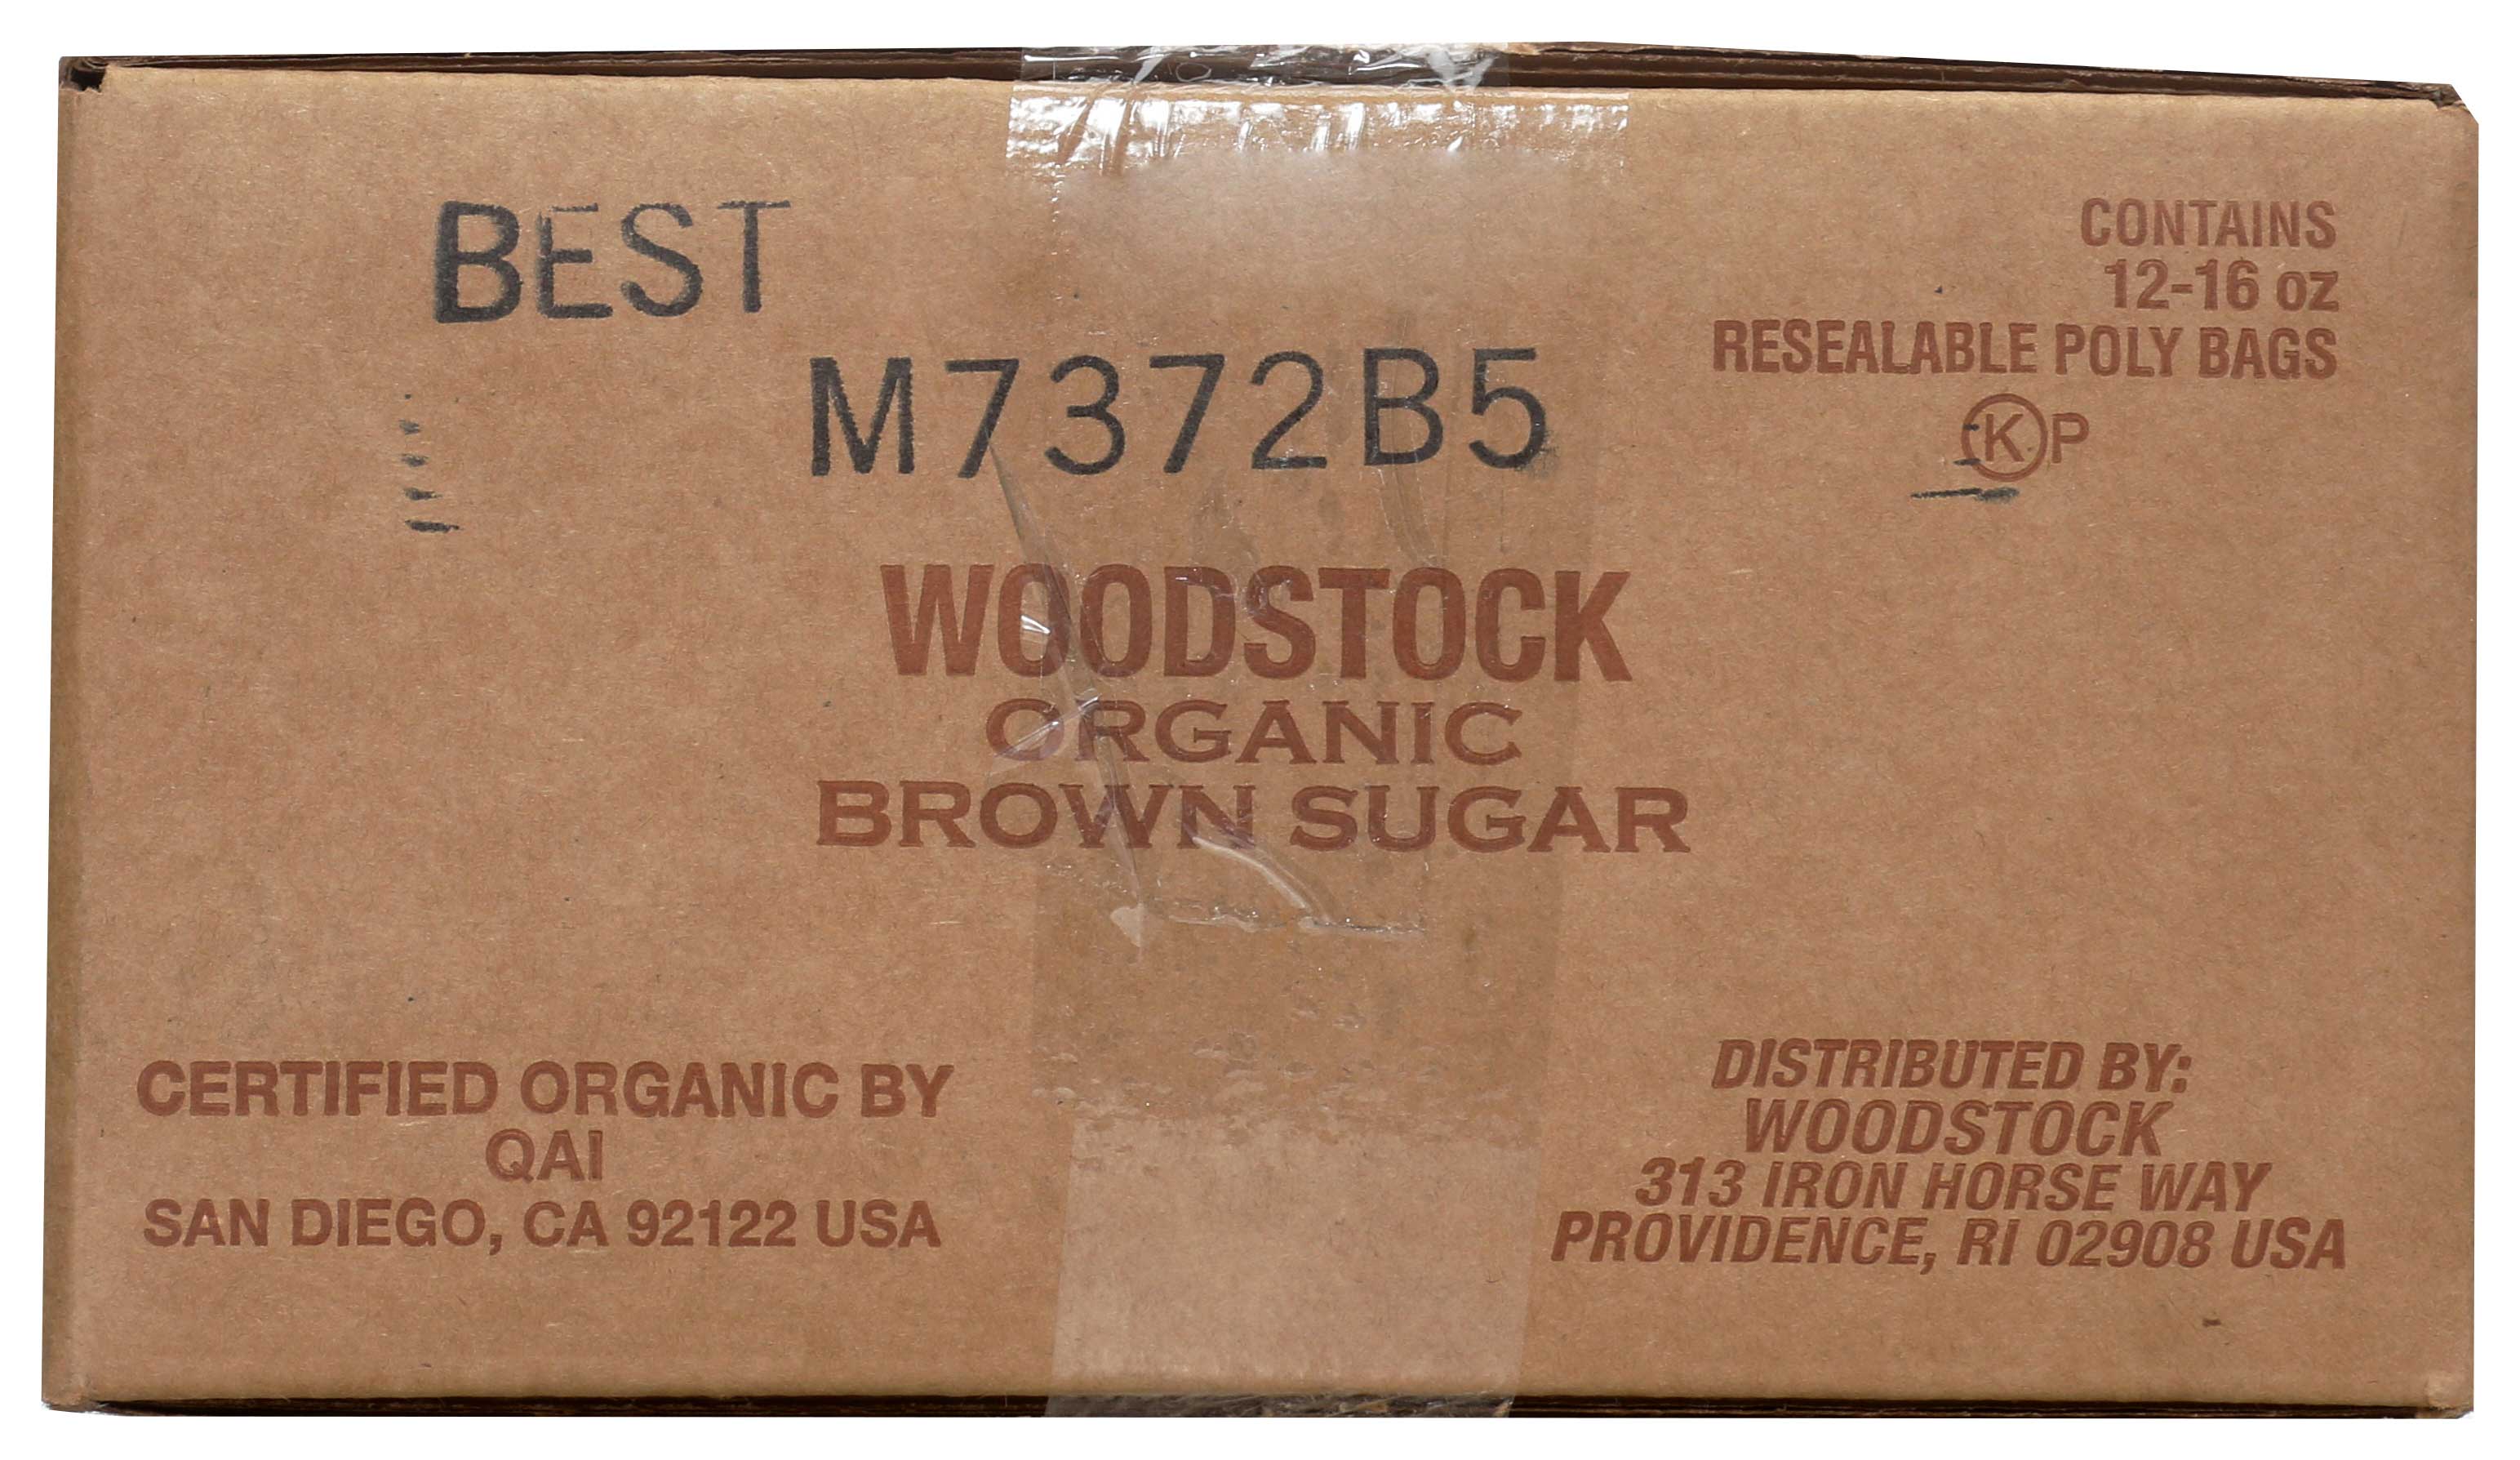 BEST
M7372B5
CONTAINS
12-16 oz
RESEALABLE POLY BAGS
K P
WOODSTOCK
ORGANIC
BROWN SUGAR
CERTIFIED ORGANIC BY
QAI
SAN DIEGO, CA 92122 USA
DISTRIBUTED BY:
WOODSTOCK
313 IRON HORSE WAY
PROVIDENCE, RI 02908 USA